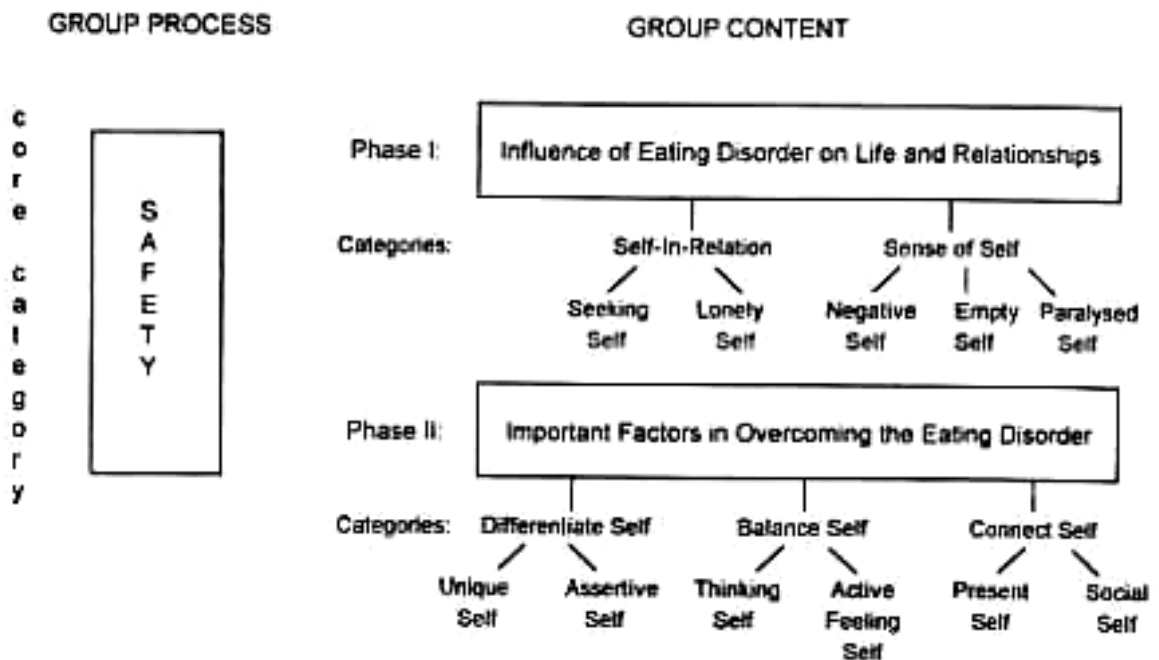 GROUP PROCESS
GROUP CONTENT
core category
SAFETY
Phase I:
Influence of Eating Disorder on Life and Relationships
Categories:
Self-In-Relation
Sense of Self
Seeking
Self
Lonely
Self
Negative
Self
Empty
Self
Paralysed
Self
Phase II:
Important Factors in Overcoming the Eating Disorder
Categories:
Differentiate Self
Balance Self
Connect Self
Unique
Self
Assertive
Self
Thinking
Self
Active
Feeling
Self
Present
Self
Social
Self